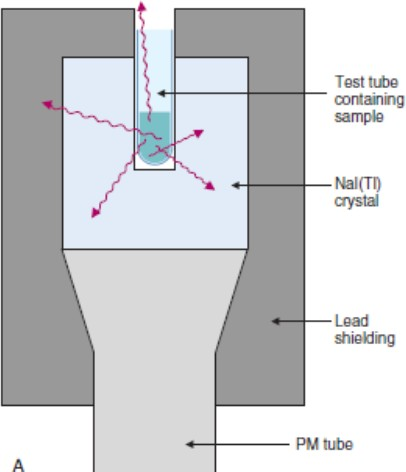 Test tube
containing
sample
NaI(Tl)
crystal
Lead
shielding
PM tube
A